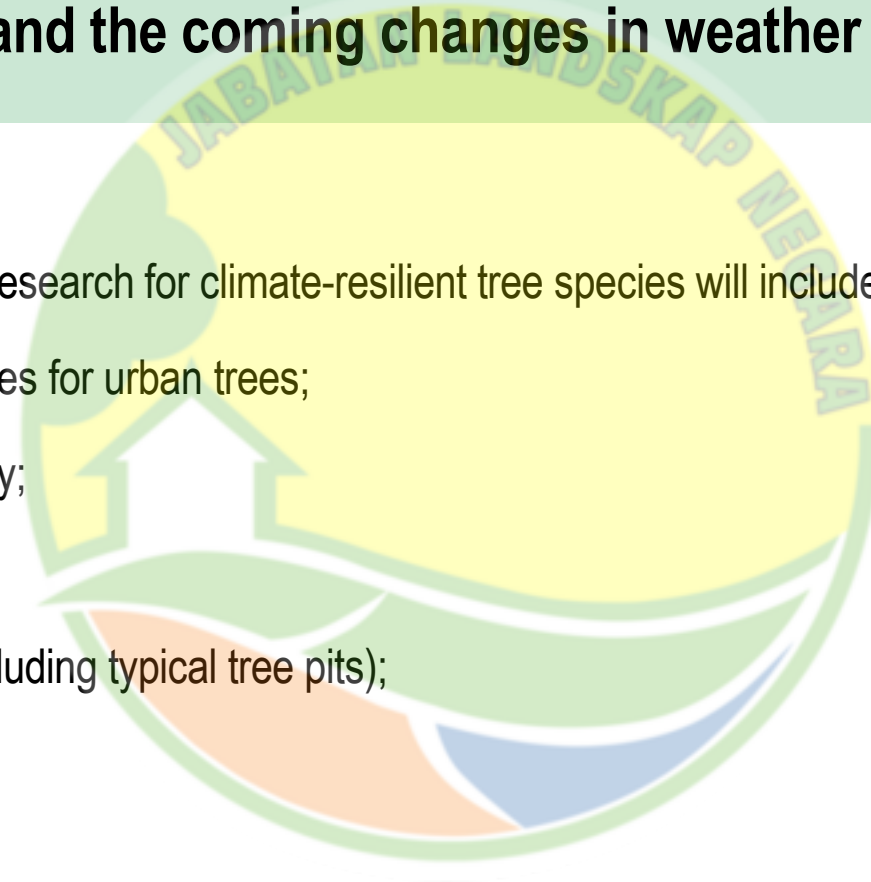 and the coming changes in weather
JABATAN LANDSKAP NEGARA
esearch for climate-resilient tree species will include
es for urban trees;
y;
luding typical tree pits);